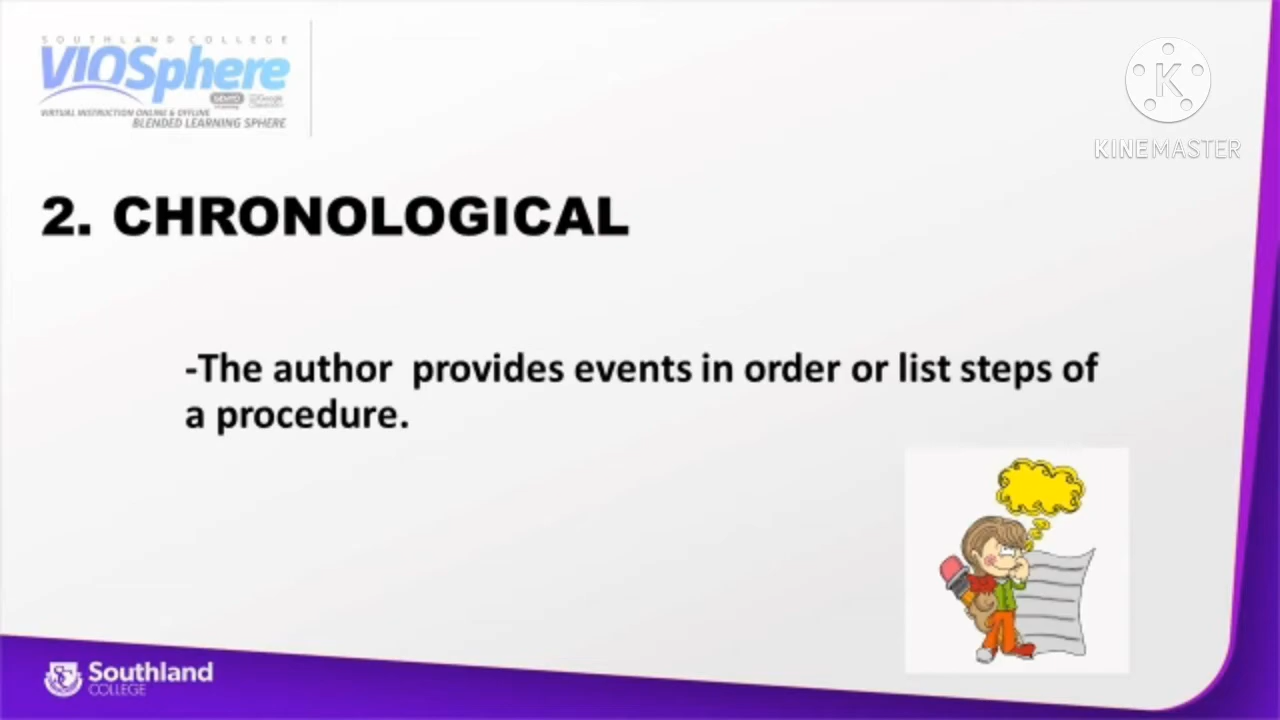 SOUTHLAND COLLEGE
VIOSphere
VIRTUAL INSTRUCTION ONLINE & OFFLINE
BLENDED LEARNING SPHERE
K
KINEMASTER
2. CHRONOLOGICAL
-The author provides events in order or list steps of
a procedure.
Southland
COLLEGE